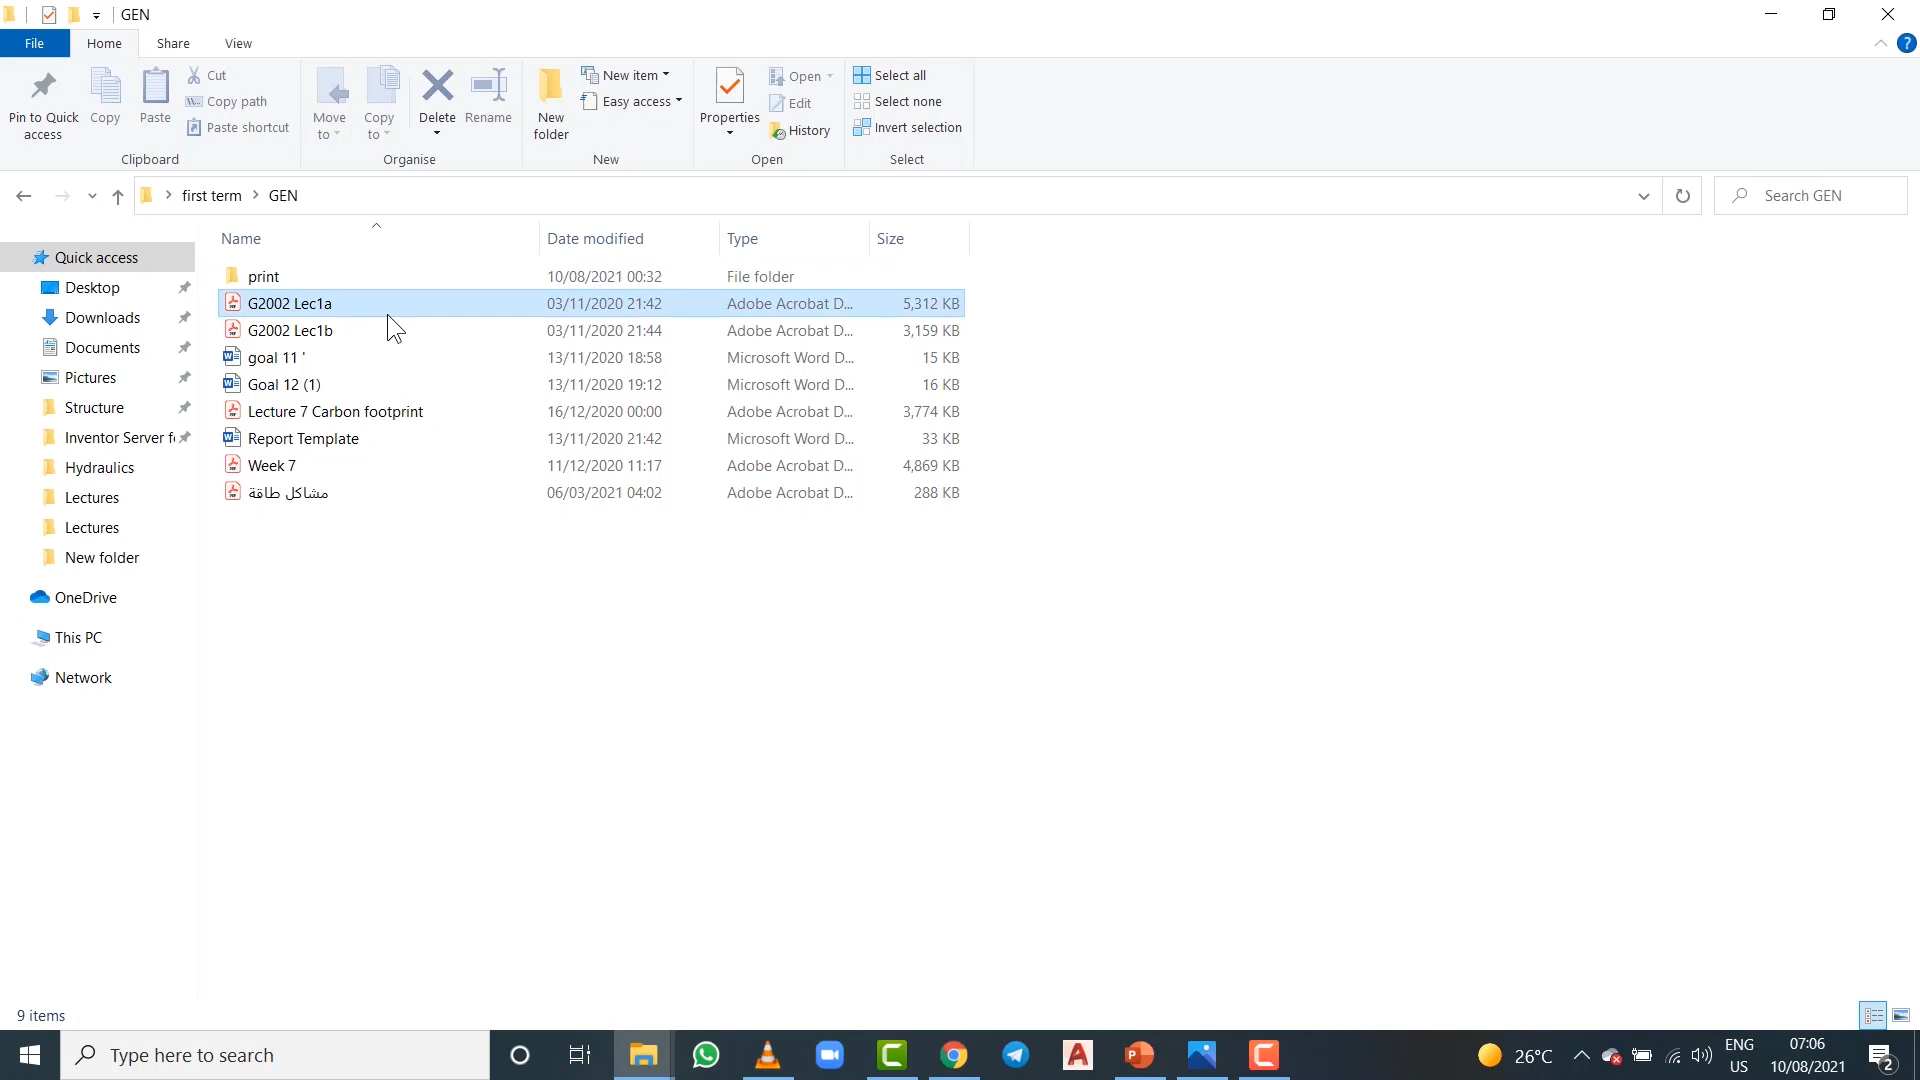 GEN
File Home Share View
Pin to Quick access
Copy
Paste
Cut
Copy path
Paste shortcut
Clipboard
Move to
Copy to
Delete
Rename
Organise
New folder
New item
Easy access
New
Properties
Open
Edit
History
Open
Select all
Select none
Invert selection
Select
first term GEN
Search GEN
Name Date modified Type Size
print 10/08/2021 00:32 File folder
G2002 Lec1a 03/11/2020 21:42 Adobe Acrobat D... 5,312 KB
G2002 Lec1b 03/11/2020 21:44 Adobe Acrobat D... 3,159 KB
goal 11 ' 13/11/2020 18:58 Microsoft Word D... 15 KB
Goal 12 (1) 13/11/2020 19:12 Microsoft Word D... 16 KB
Lecture 7 Carbon footprint 16/12/2020 00:00 Adobe Acrobat D... 3,774 KB
Report Template 13/11/2020 21:42 Microsoft Word D... 33 KB
Week 7 11/12/2020 11:17 Adobe Acrobat D... 4,869 KB
مشاكل طاقة 06/03/2021 04:02 Adobe Acrobat D... 288 KB
Quick access
Desktop
Downloads
Documents
Pictures
Structure
Inventor Server
Hydraulics
Lectures
Lectures
New folder
OneDrive
This PC
Network
9 items
Type here to search
26°C
ENG
US
07:06
10/08/2021
2